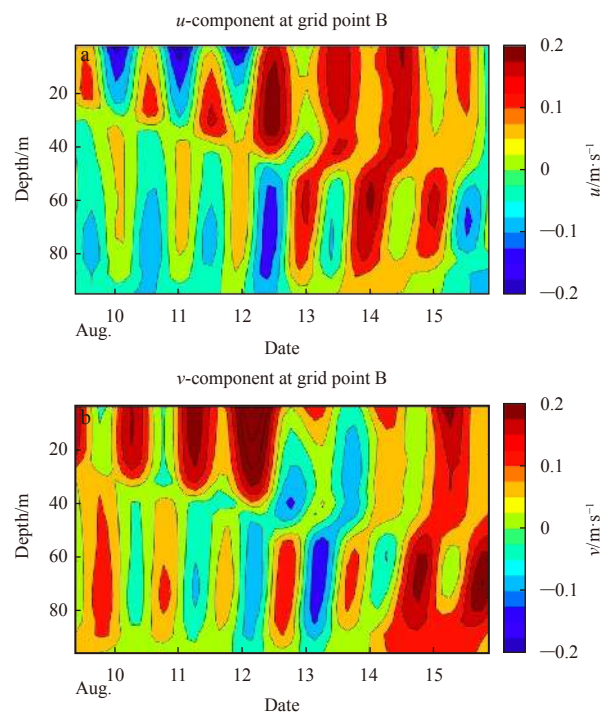 u-component at grid point B
a
0.2
0.1
0
—0.1
—0.2
u/m·s⁻¹
20
40
60
80
Depth/m
10 11 12 13 14 15
Aug.
Date
v-component at grid point B
b
0.2
0.1
0
—0.1
—0.2
v/m·s⁻¹
20
40
60
80
Depth/m
10 11 12 13 14 15
Aug.
Date